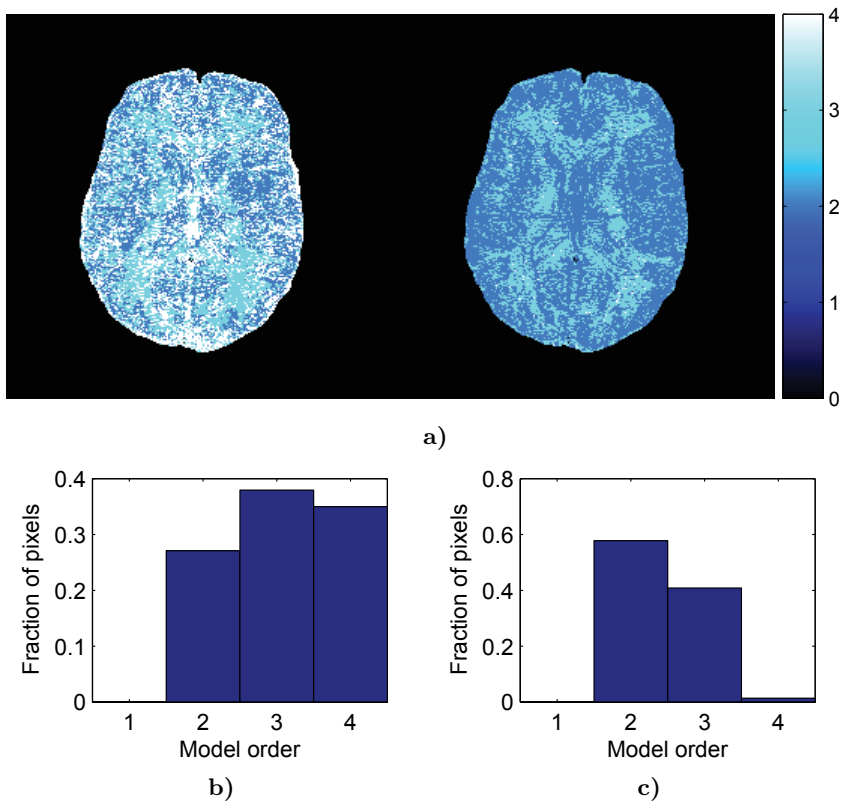 4
3
2
1
0
a)
0.4
0.3
0.2
0.1
0
Fraction of pixels
1 2 3 4
Model order
b)
0.8
0.6
0.4
0.2
0
Fraction of pixels
1 2 3 4
Model order
c)